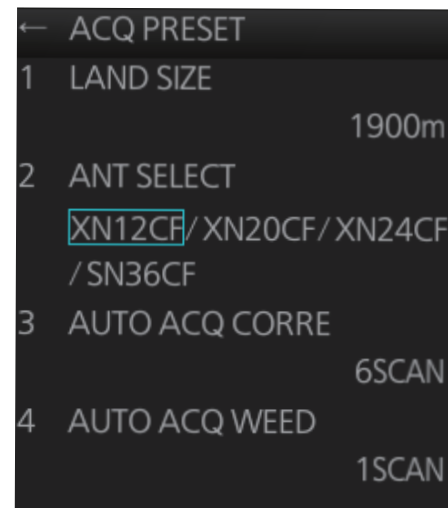 ← ACQ PRESET
1 LAND SIZE
1900m
2 ANT SELECT
XN12CF/ XN20CF/ XN24CF
/ SN36CF
3 AUTO ACQ CORRE
6SCAN
4 AUTO ACQ WEED
1SCAN